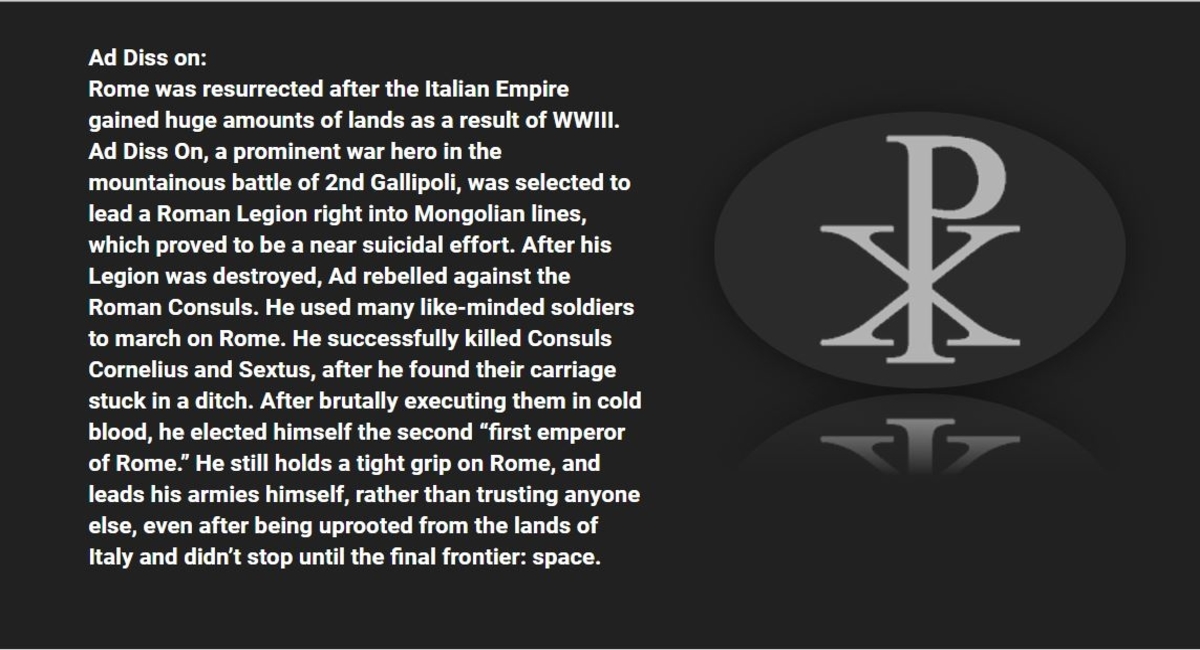 Ad Diss on:
Rome was resurrected after the Italian Empire
gained huge amounts of lands as a result of WWIII.
Ad Diss On, a prominent war hero in the
mountainous battle of 2nd Gallipoli, was selected to
lead a Roman Legion right into Mongolian lines,
which proved to be a near suicidal effort. After his
Legion was destroyed, Ad rebelled against the
Roman Consuls. He used many like-minded soldiers
to march on Rome. He successfully killed Consuls
Cornelius and Sextus, after he found their carriage
stuck in a ditch. After brutally executing them in cold
blood, he elected himself the second “first emperor
of Rome.” He still holds a tight grip on Rome, and
leads his armies himself, rather than trusting anyone
else, even after being uprooted from the lands of
Italy and didn’t stop until the final frontier: space.